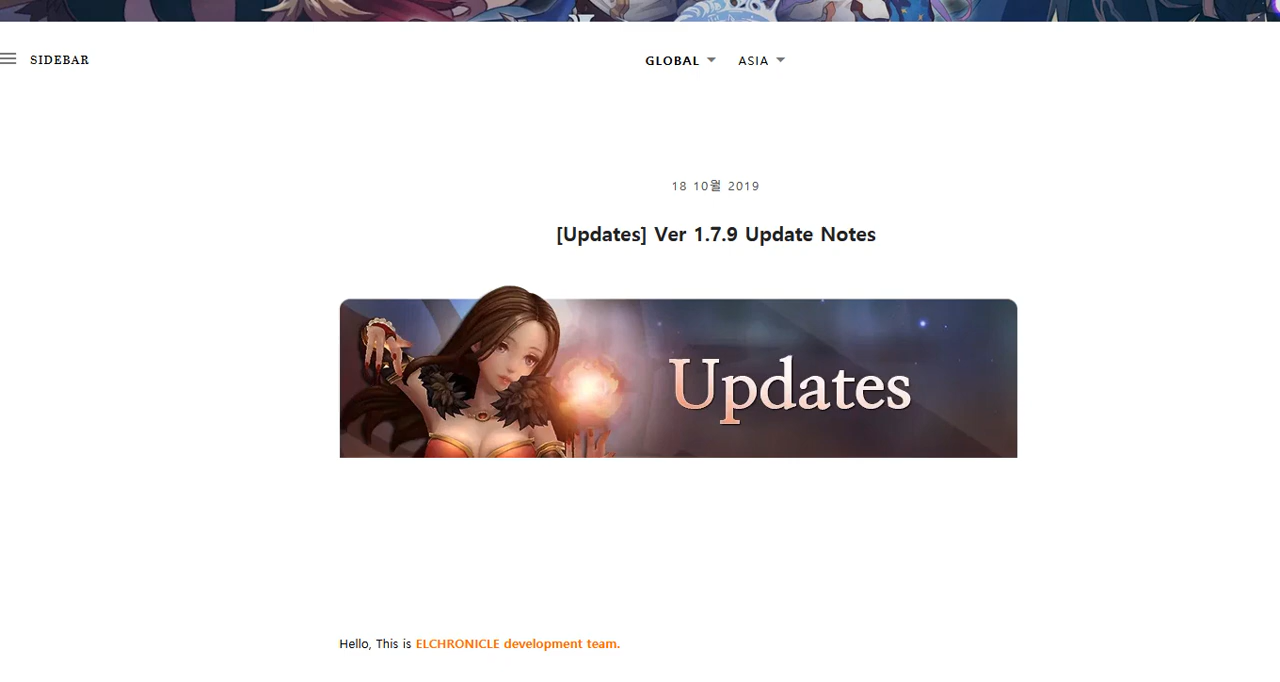 SIDEBAR
GLOBAL ASIA
18 10월 2019
[Updates] Ver 1.7.9 Update Notes
Updates
Hello, This is ELCHRONICLE development team.